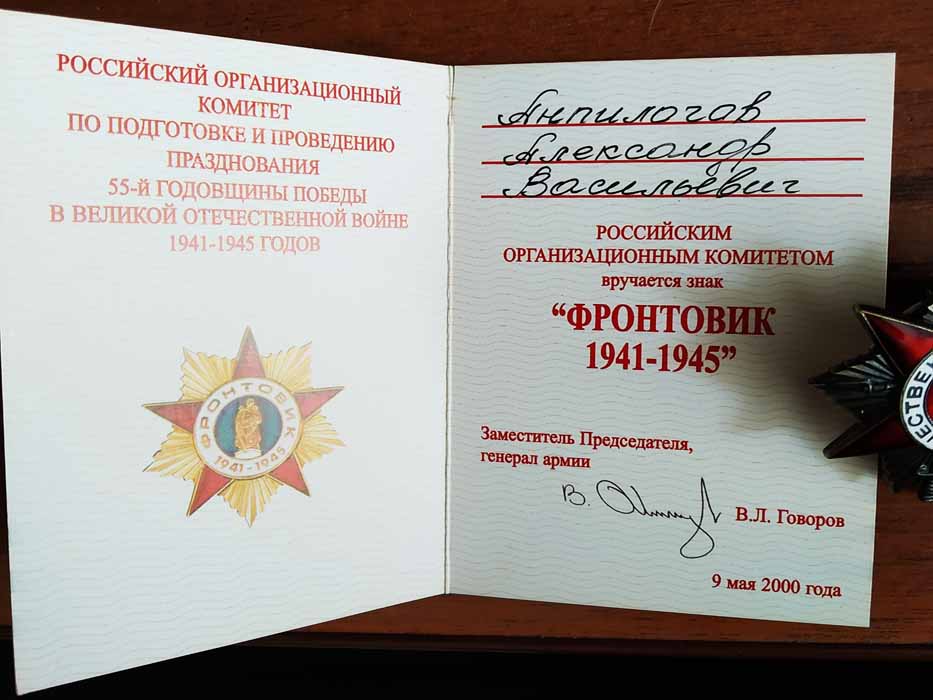 РОССИЙСКИЙ ОРГАНИЗАЦИОННЫЙ
КОМИТЕТ
ПО ПОДГОТОВКЕ И ПРОВЕДЕНИЮ
ПРАЗДНОВАНИЯ
55-й ГОДОВЩИНЫ ПОБЕДЫ
В ВЕЛИКОЙ ОТЕЧЕСТВЕННОЙ ВОЙНЕ
1941-1945 ГОДОВ
ФРОНТОВИК
1941-1945
Анпилогов
Александр
Васильевич
РОССИЙСКИМ
ОРГАНИЗАЦИОННЫМ КОМИТЕТОМ
вручается знак
“ФРОНТОВИК
1941-1945”
Заместитель Председателя,
генерал армии
В.Л. Говоров
9 мая 2000 года